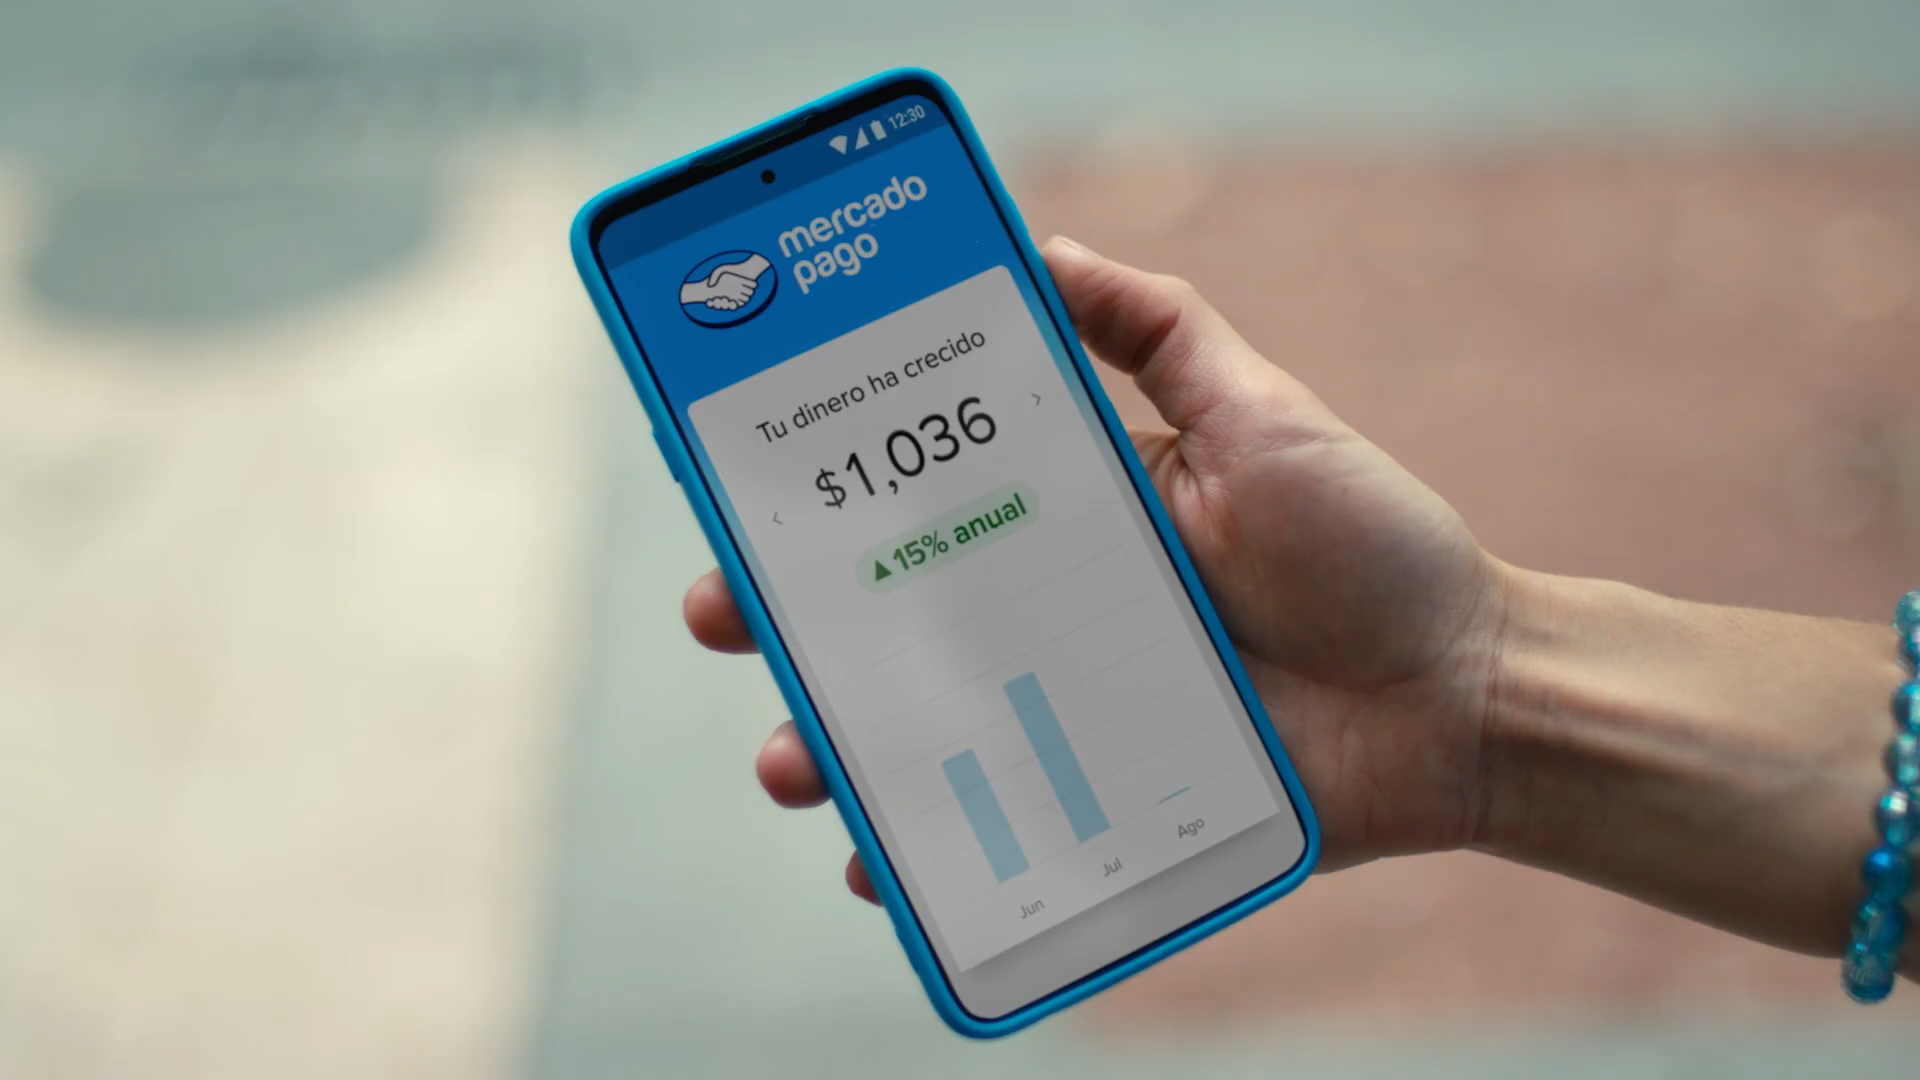 12:30
mercado
pago
Tu dinero ha crecido
$1,036
▲15% anual
Jun
Jul
Ago